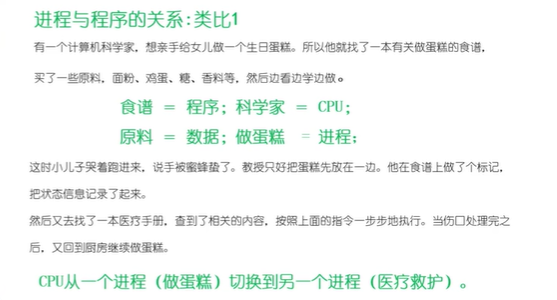 进程与程序的关系:类比1
有一个计算机科学家，想亲手给女儿做一个生日蛋糕。所以他就找了一本有关做蛋糕的食谱，
买了一些原料，面粉、鸡蛋、糖、香料等，然后边看边学边做。
食谱 = 程序; 科学家 = CPU;
原料 = 数据; 做蛋糕 = 进程;
这时小儿子哭着跑进来，说手被蜜蜂蛰了。教授只好把蛋糕先放在一边。他在食谱上做了个标记，
把状态信息记录了起来。
然后又去找了一本医疗手册，查到了相关的内容，按照上面的指令一步步地执行。当伤口处理完之
后，又回到厨房继续做蛋糕。
CPU从一个进程（做蛋糕）切换到另一个进程（医疗救护）。